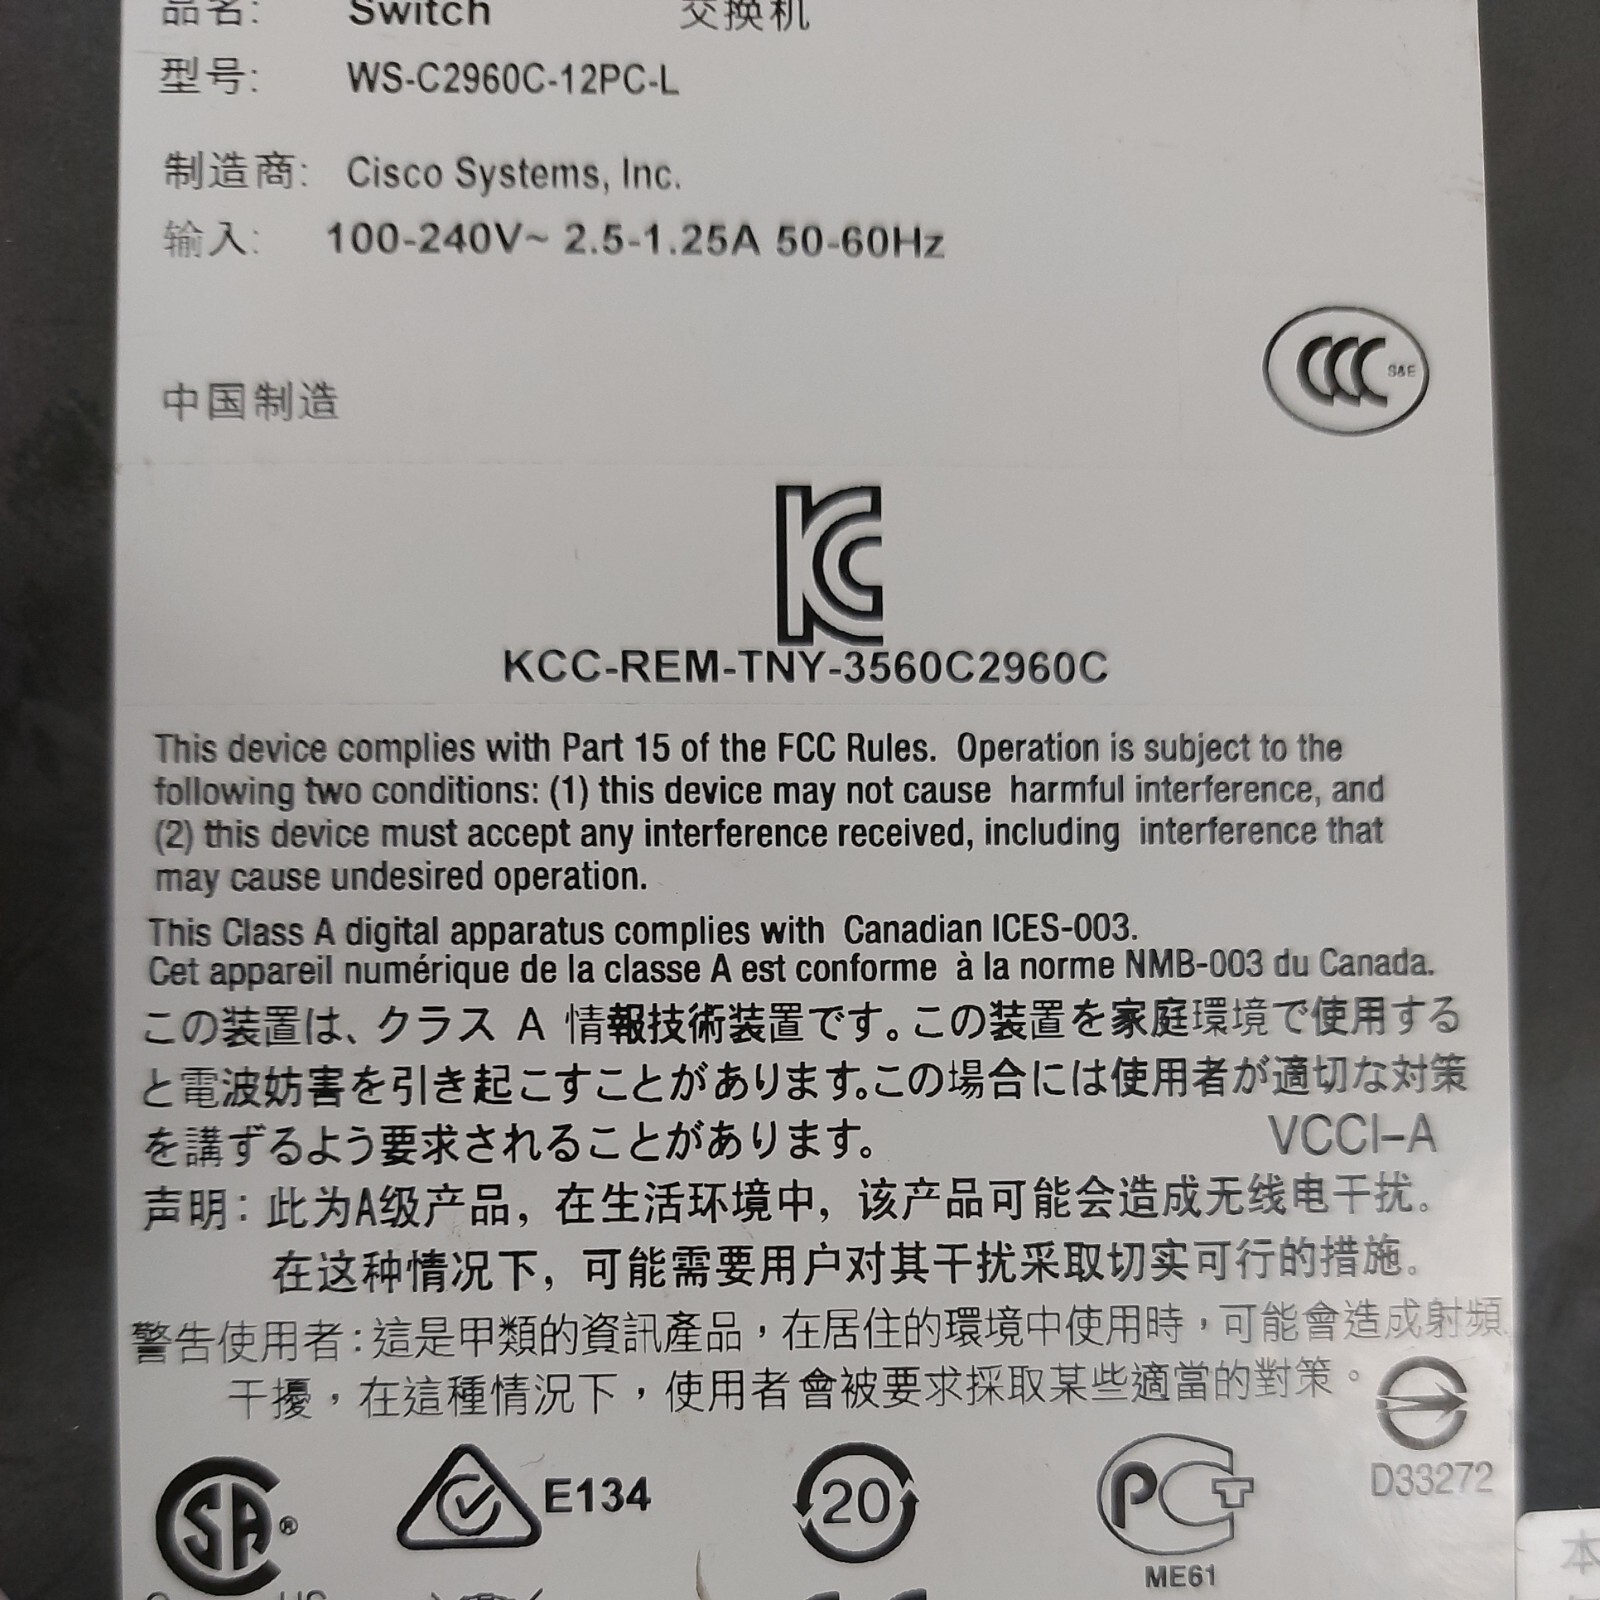 品名: Switch 交换机
型号: WS-C2960C-12PC-L
制造商: Cisco Systems, Inc.
输入: 100-240V~ 2.5-1.25A 50-60Hz
CCC S&E
中国制造
KC
KCC-REM-TNY-3560C2960C
This device complies with Part 15 of the FCC Rules. Operation is subject to the
following two conditions: (1) this device may not cause harmful interference, and
(2) this device must accept any interference received, including interference that
may cause undesired operation.
This Class A digital apparatus complies with Canadian ICES-003.
Cet appareil numérique de la classe A est conforme à la norme NMB-003 du Canada.
この装置は、クラス A 情報技術装置です。この装置を家庭環境で使用する
と電波妨害を引き起こすことがあります。この場合には使用者が適切な対策
を講ずるよう要求されることがあります。 VCCI-A
声明: 此为A级产品，在生活环境中，该产品可能会造成无线电干扰。
在这种情况下，可能需要用户对其干扰采取切实可行的措施。
警告使用者:這是甲類的資訊產品，在居住的環境中使用時，可能會造成射頻
干擾，在這種情況下，使用者會被要求採取某些適當的對策。
D33272
SA ® E134 20 PCT
ME61
本